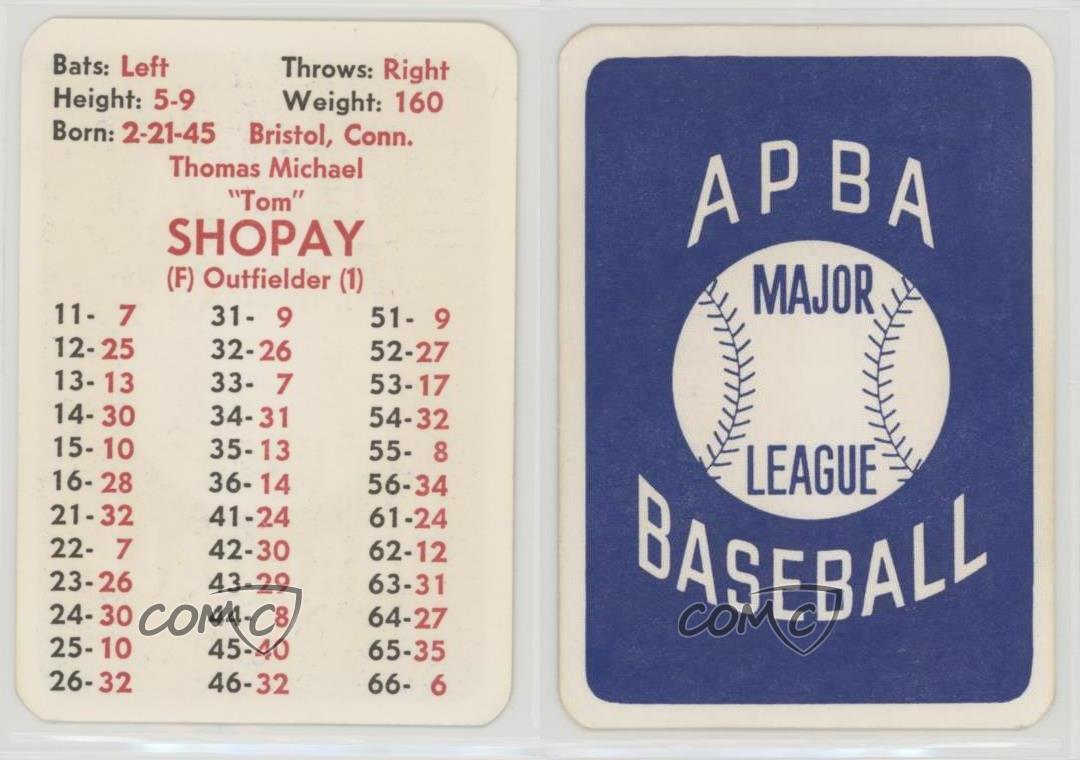 Bats: Left Throws: Right
Height: 5-9 Weight: 160
Born: 2-21-45 Bristol, Conn.
Thomas Michael
"Tom"
SHOPAY
(F) Outfielder (1)
11- 7 31- 9 51- 9
12-25 32-26 52-27
13-13 33- 7 53-17
14-30 34-31 54-32
15-10 35-13 55- 8
16-28 36-14 56-34
21-32 41-24 61-24
22- 7 42-30 62-12
23-26 43-29 63-31
24-30 44- 8 64-27
25-10 45-40 65-35
26-32 46-32 66- 6
COMC
APBA
MAJOR
LEAGUE
BASEBALL
COMC